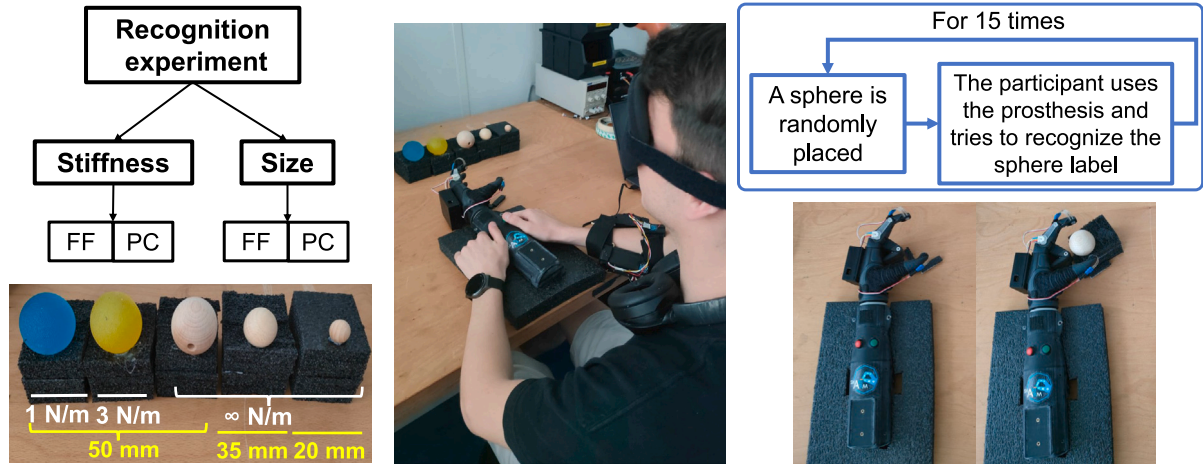 Recognition
experiment
Stiffness
Size
FF
PC
FF
PC
1 N/m
3 N/m
∞ N/m
50 mm
35 mm
20 mm
For 15 times
A sphere is
randomly
placed
The participant uses
the prosthesis and
tries to recognize the
sphere label